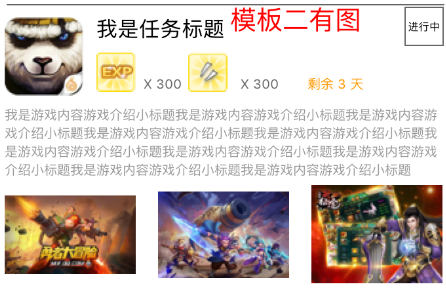 我是任务标题
模板二有图
进行中
EXP
X 300
X 300
剩余 3 天
我是游戏内容游戏介绍小标题我是游戏内容游戏介绍小标题我是游戏内容游
戏介绍小标题我是游戏内容游戏介绍小标题我是游戏内容游戏介绍小标题我
是游戏内容游戏介绍小标题我是游戏内容游戏介绍小标题我是游戏内容游戏
介绍小标题我是游戏内容游戏介绍小标题我是游戏内容游戏介绍小标题
再名大冒险